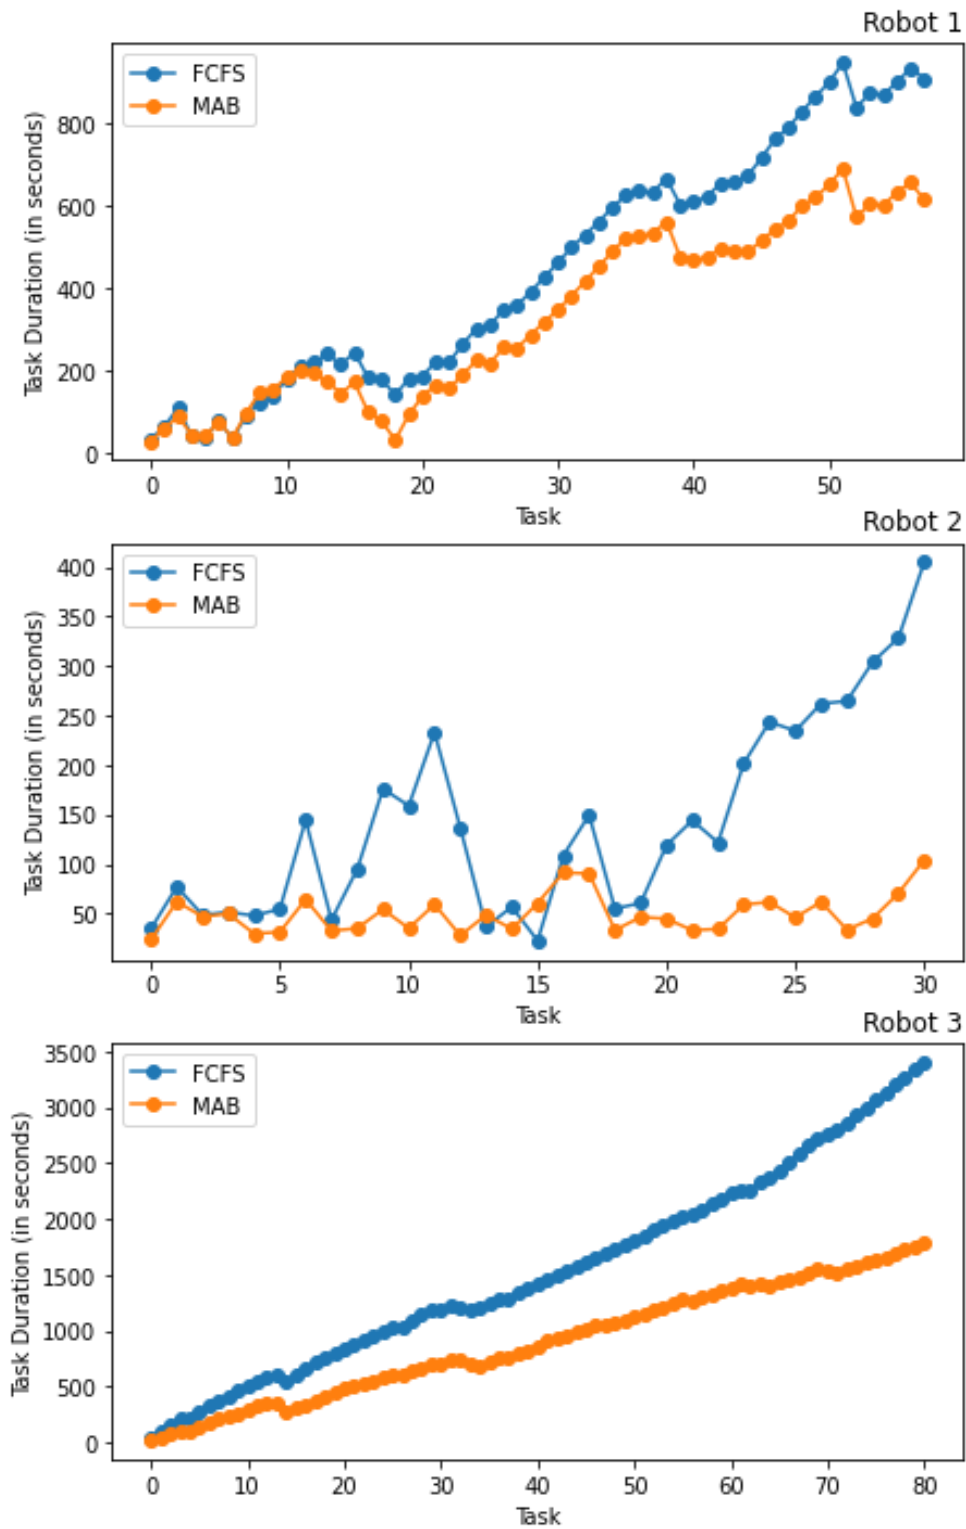 Robot 1
FCFS
MAB
Task Duration (in seconds)
800
600
400
200
0
0 10 20 30 40 50
Task
Robot 2
FCFS
MAB
Task Duration (in seconds)
400
350
300
250
200
150
100
50
0 5 10 15 20 25 30
Task
Robot 3
FCFS
MAB
Task Duration (in seconds)
3500
3000
2500
2000
1500
1000
500
0
0 10 20 30 40 50 60 70 80
Task